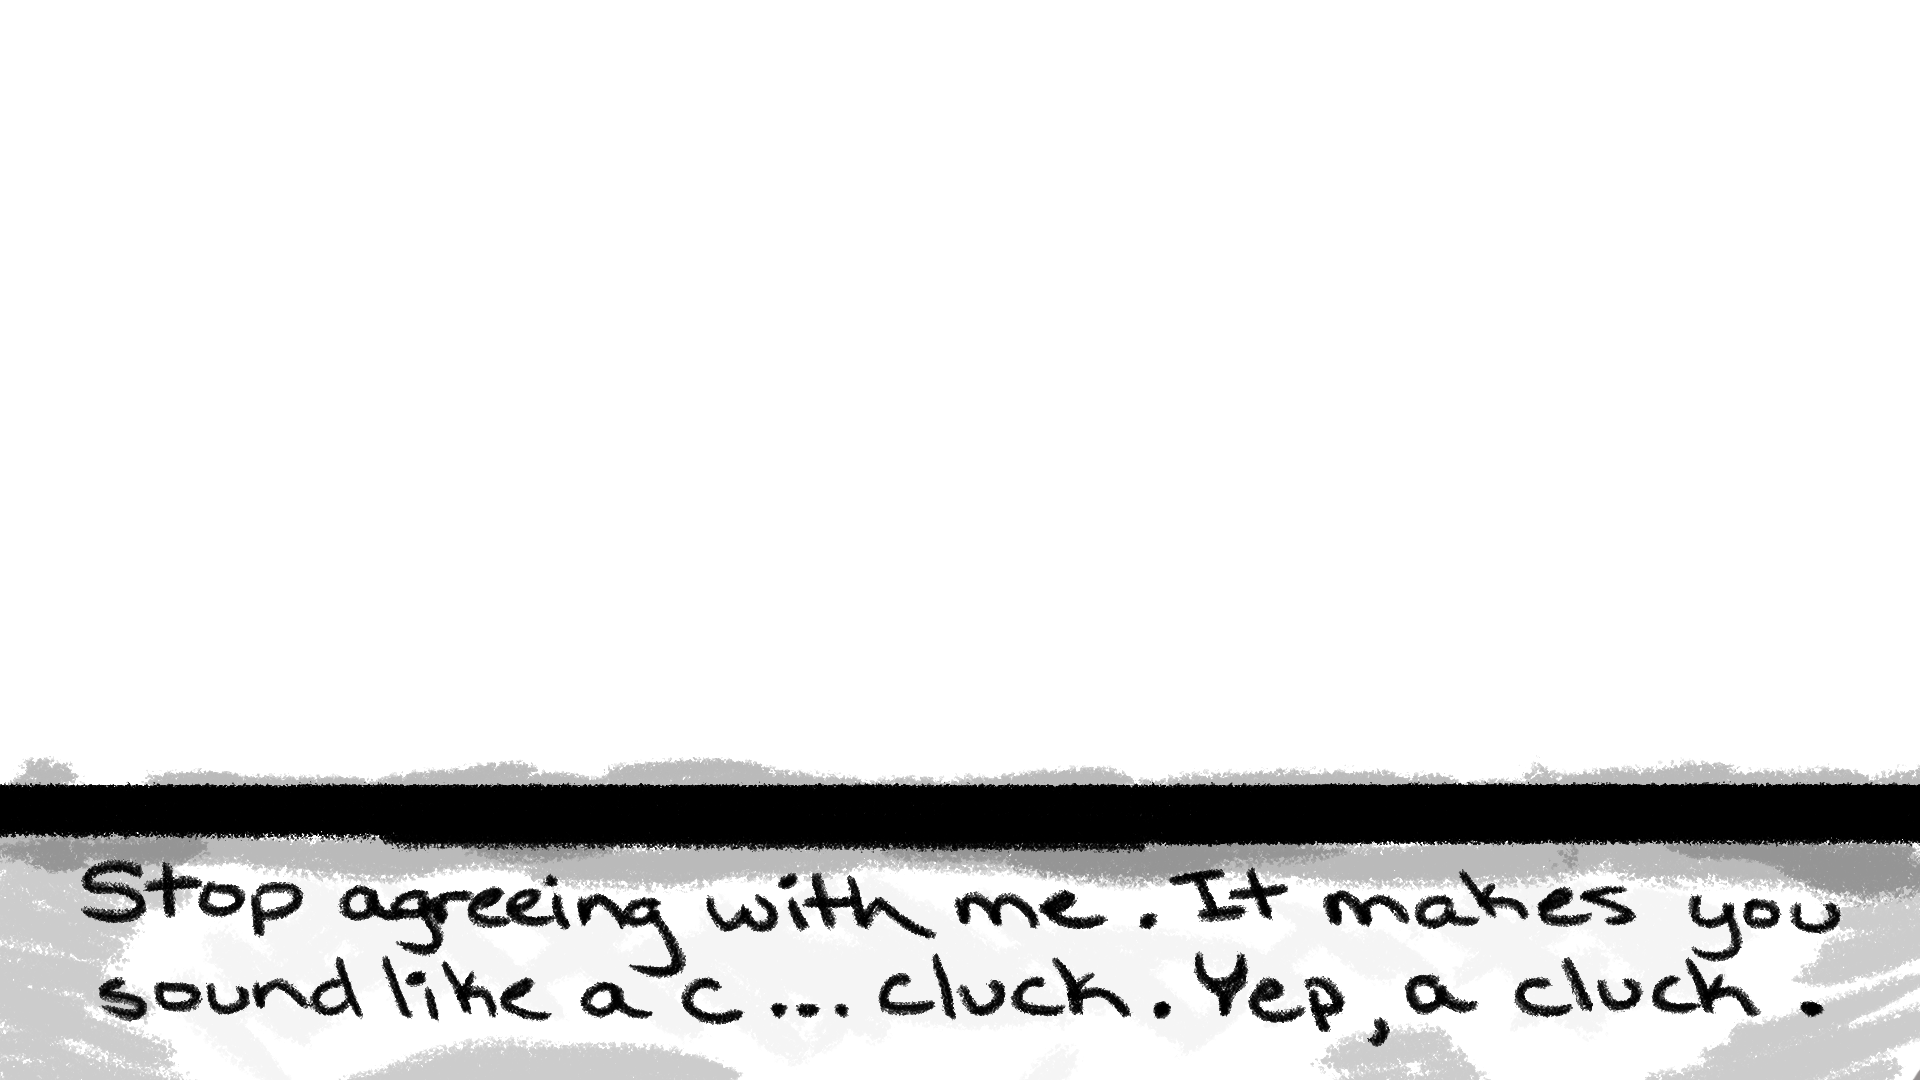 Stop agreeing with me. It makes you
sound like a c... cluck. Yep, a cluck.